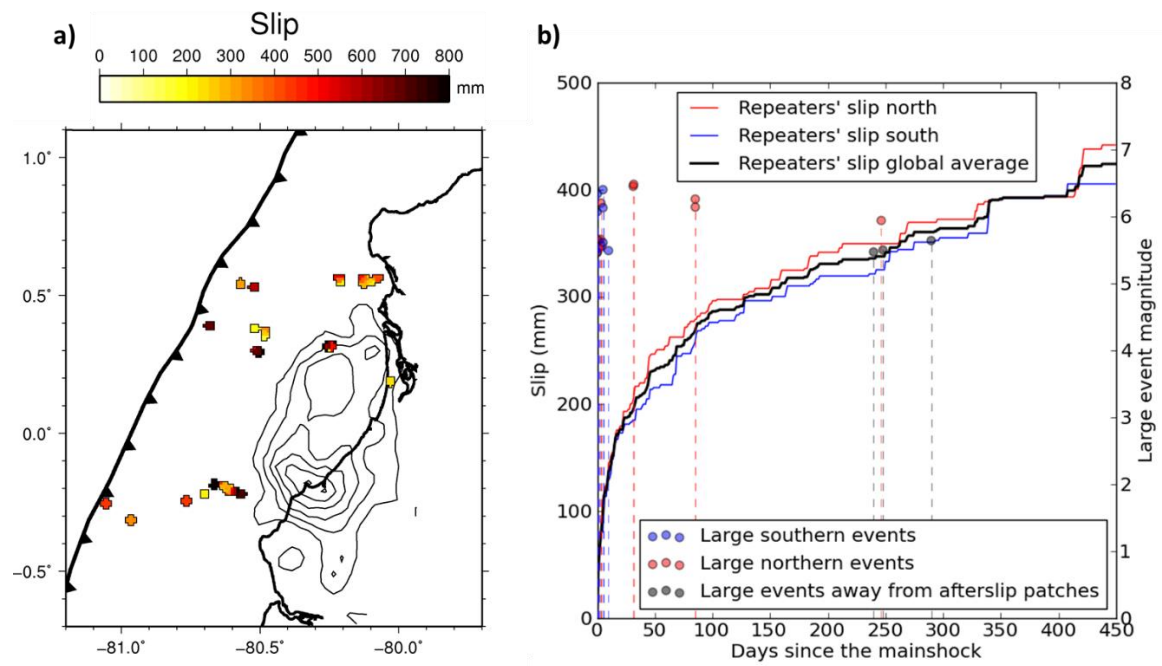 a)
Slip
0 100 200 300 400 500 600 700 800
mm
1.0°
0.5°
0.0°
−0.5°
−81.0° −80.5° −80.0°
b)
500
400
300
200
100
0
Slip (mm)
Repeaters' slip north
Repeaters' slip south
Repeaters' slip global average
Large southern events
Large northern events
Large events away from afterslip patches
8
7
6
5
4
3
2
1
0
Large event magnitude
0 50 100 150 200 250 300 350 400 450
Days since the mainshock